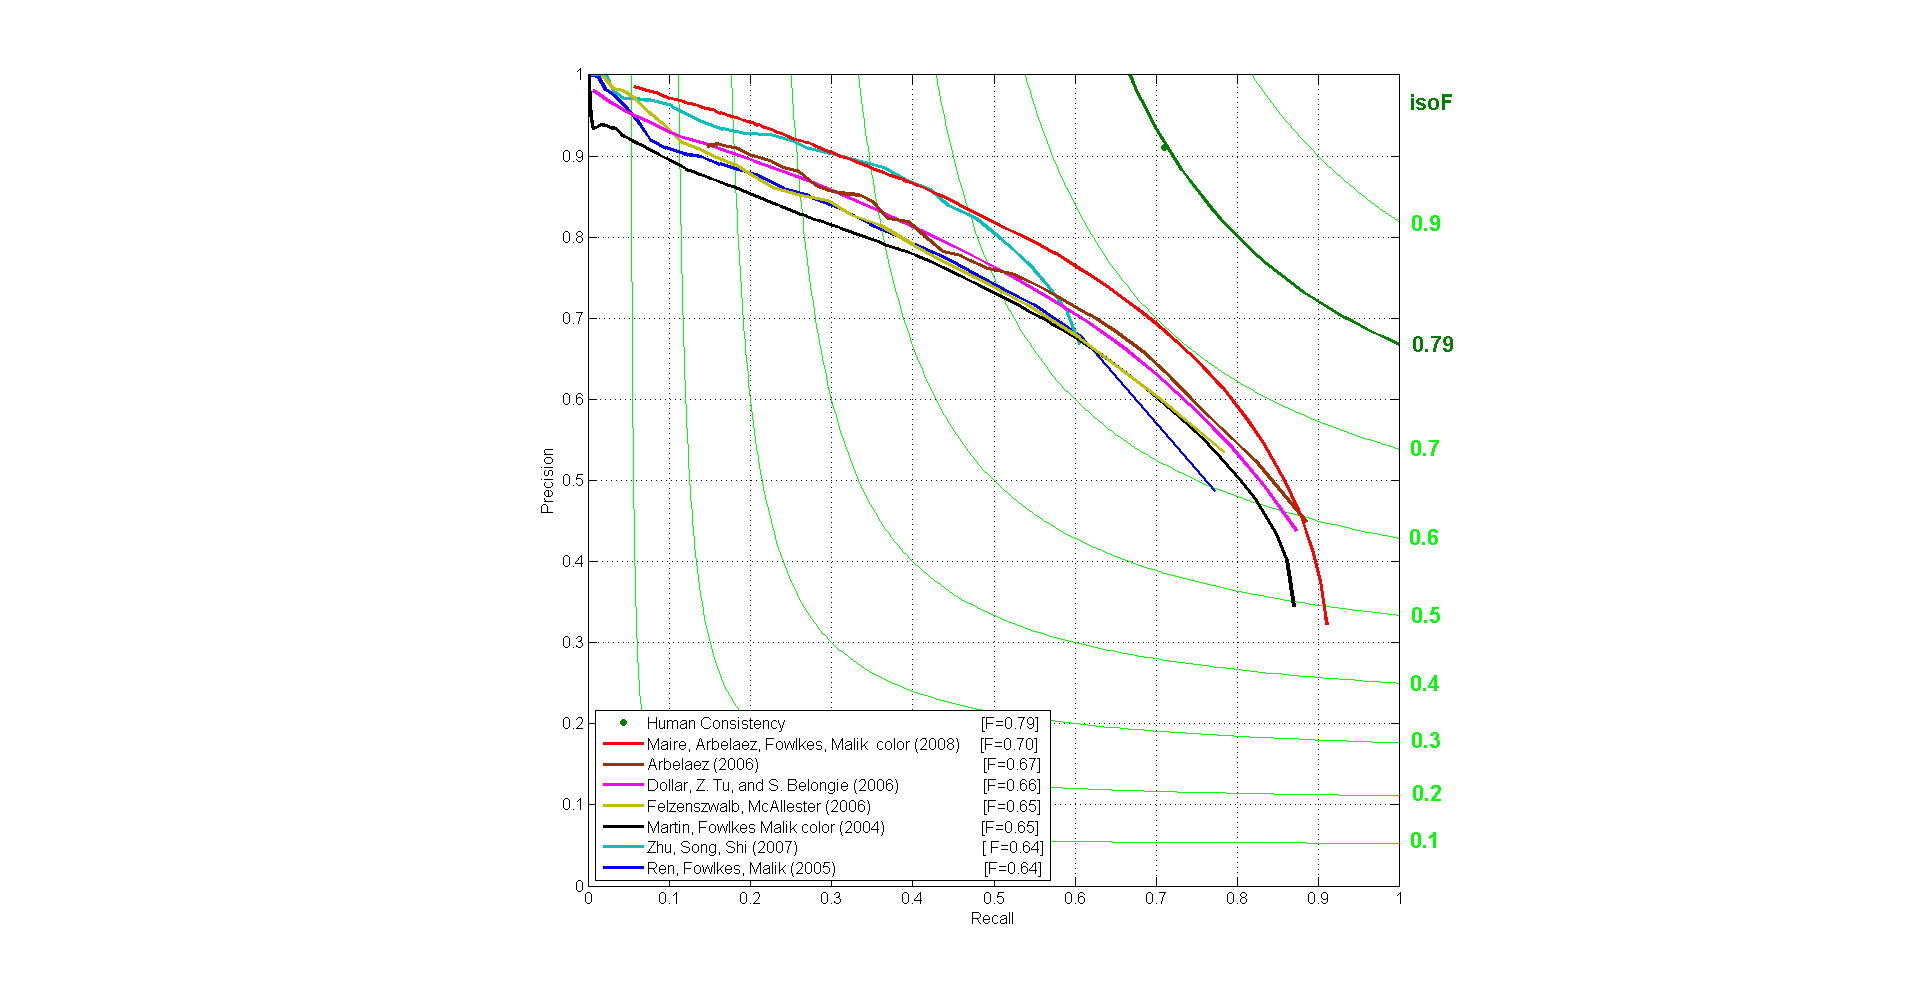 1
0.9
0.8
0.7
0.6
0.5
0.4
0.3
0.2
0.1
0
Precision
isoF
0.9
0.79
0.7
0.6
0.5
0.4
0.3
0.2
0.1
Human Consistency [F=0.79]
Maire, Arbelaez, Fowlkes, Malik color (2008) [F=0.70]
Arbelaez (2006) [F=0.67]
Dollar, Z. Tu, and S. Belongie (2006) [F=0.66]
Felzenszwalb, McAllester (2006) [F=0.65]
Martin, Fowlkes Malik color (2004) [F=0.65]
Zhu, Song, Shi (2007) [ F=0.64]
Ren, Fowlkes, Malik (2005) [F=0.64]
0 0.1 0.2 0.3 0.4 0.5 0.6 0.7 0.8 0.9 1
Recall